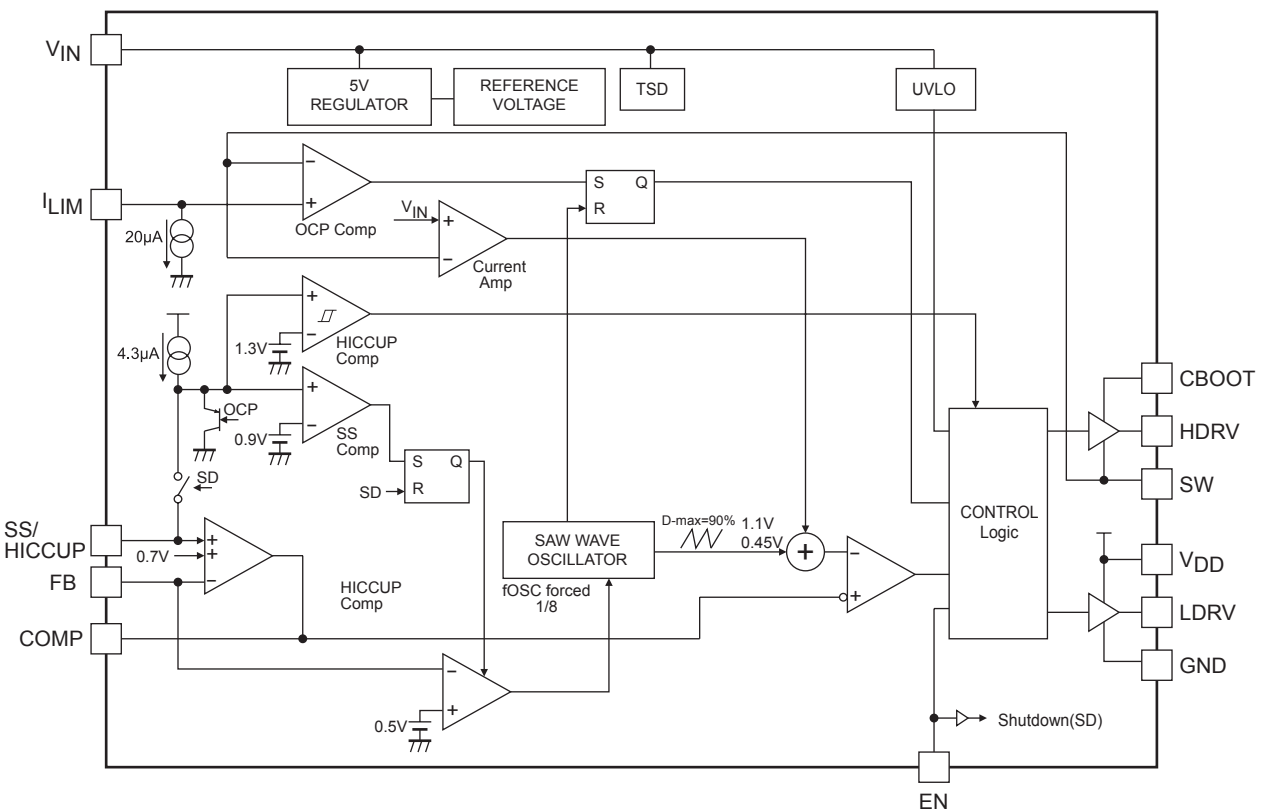 VIN
5V
REGULATOR
REFERENCE
VOLTAGE
TSD
UVLO
ILIM
20µA
OCP Comp
S Q
R
VIN
Current
Amp
4.3µA
1.3V
HICCUP
Comp
OCP
0.9V
SS
Comp
SD
S Q
SD R
CBOOT
HDRV
SW
CONTROL
Logic
SS/
HICCUP
0.7V
FB
HICCUP
Comp
COMP
SAW WAVE
OSCILLATOR
fOSC forced
1/8
D-max=90%
1.1V
0.45V
+
VDD
LDRV
GND
0.5V
Shutdown(SD)
EN